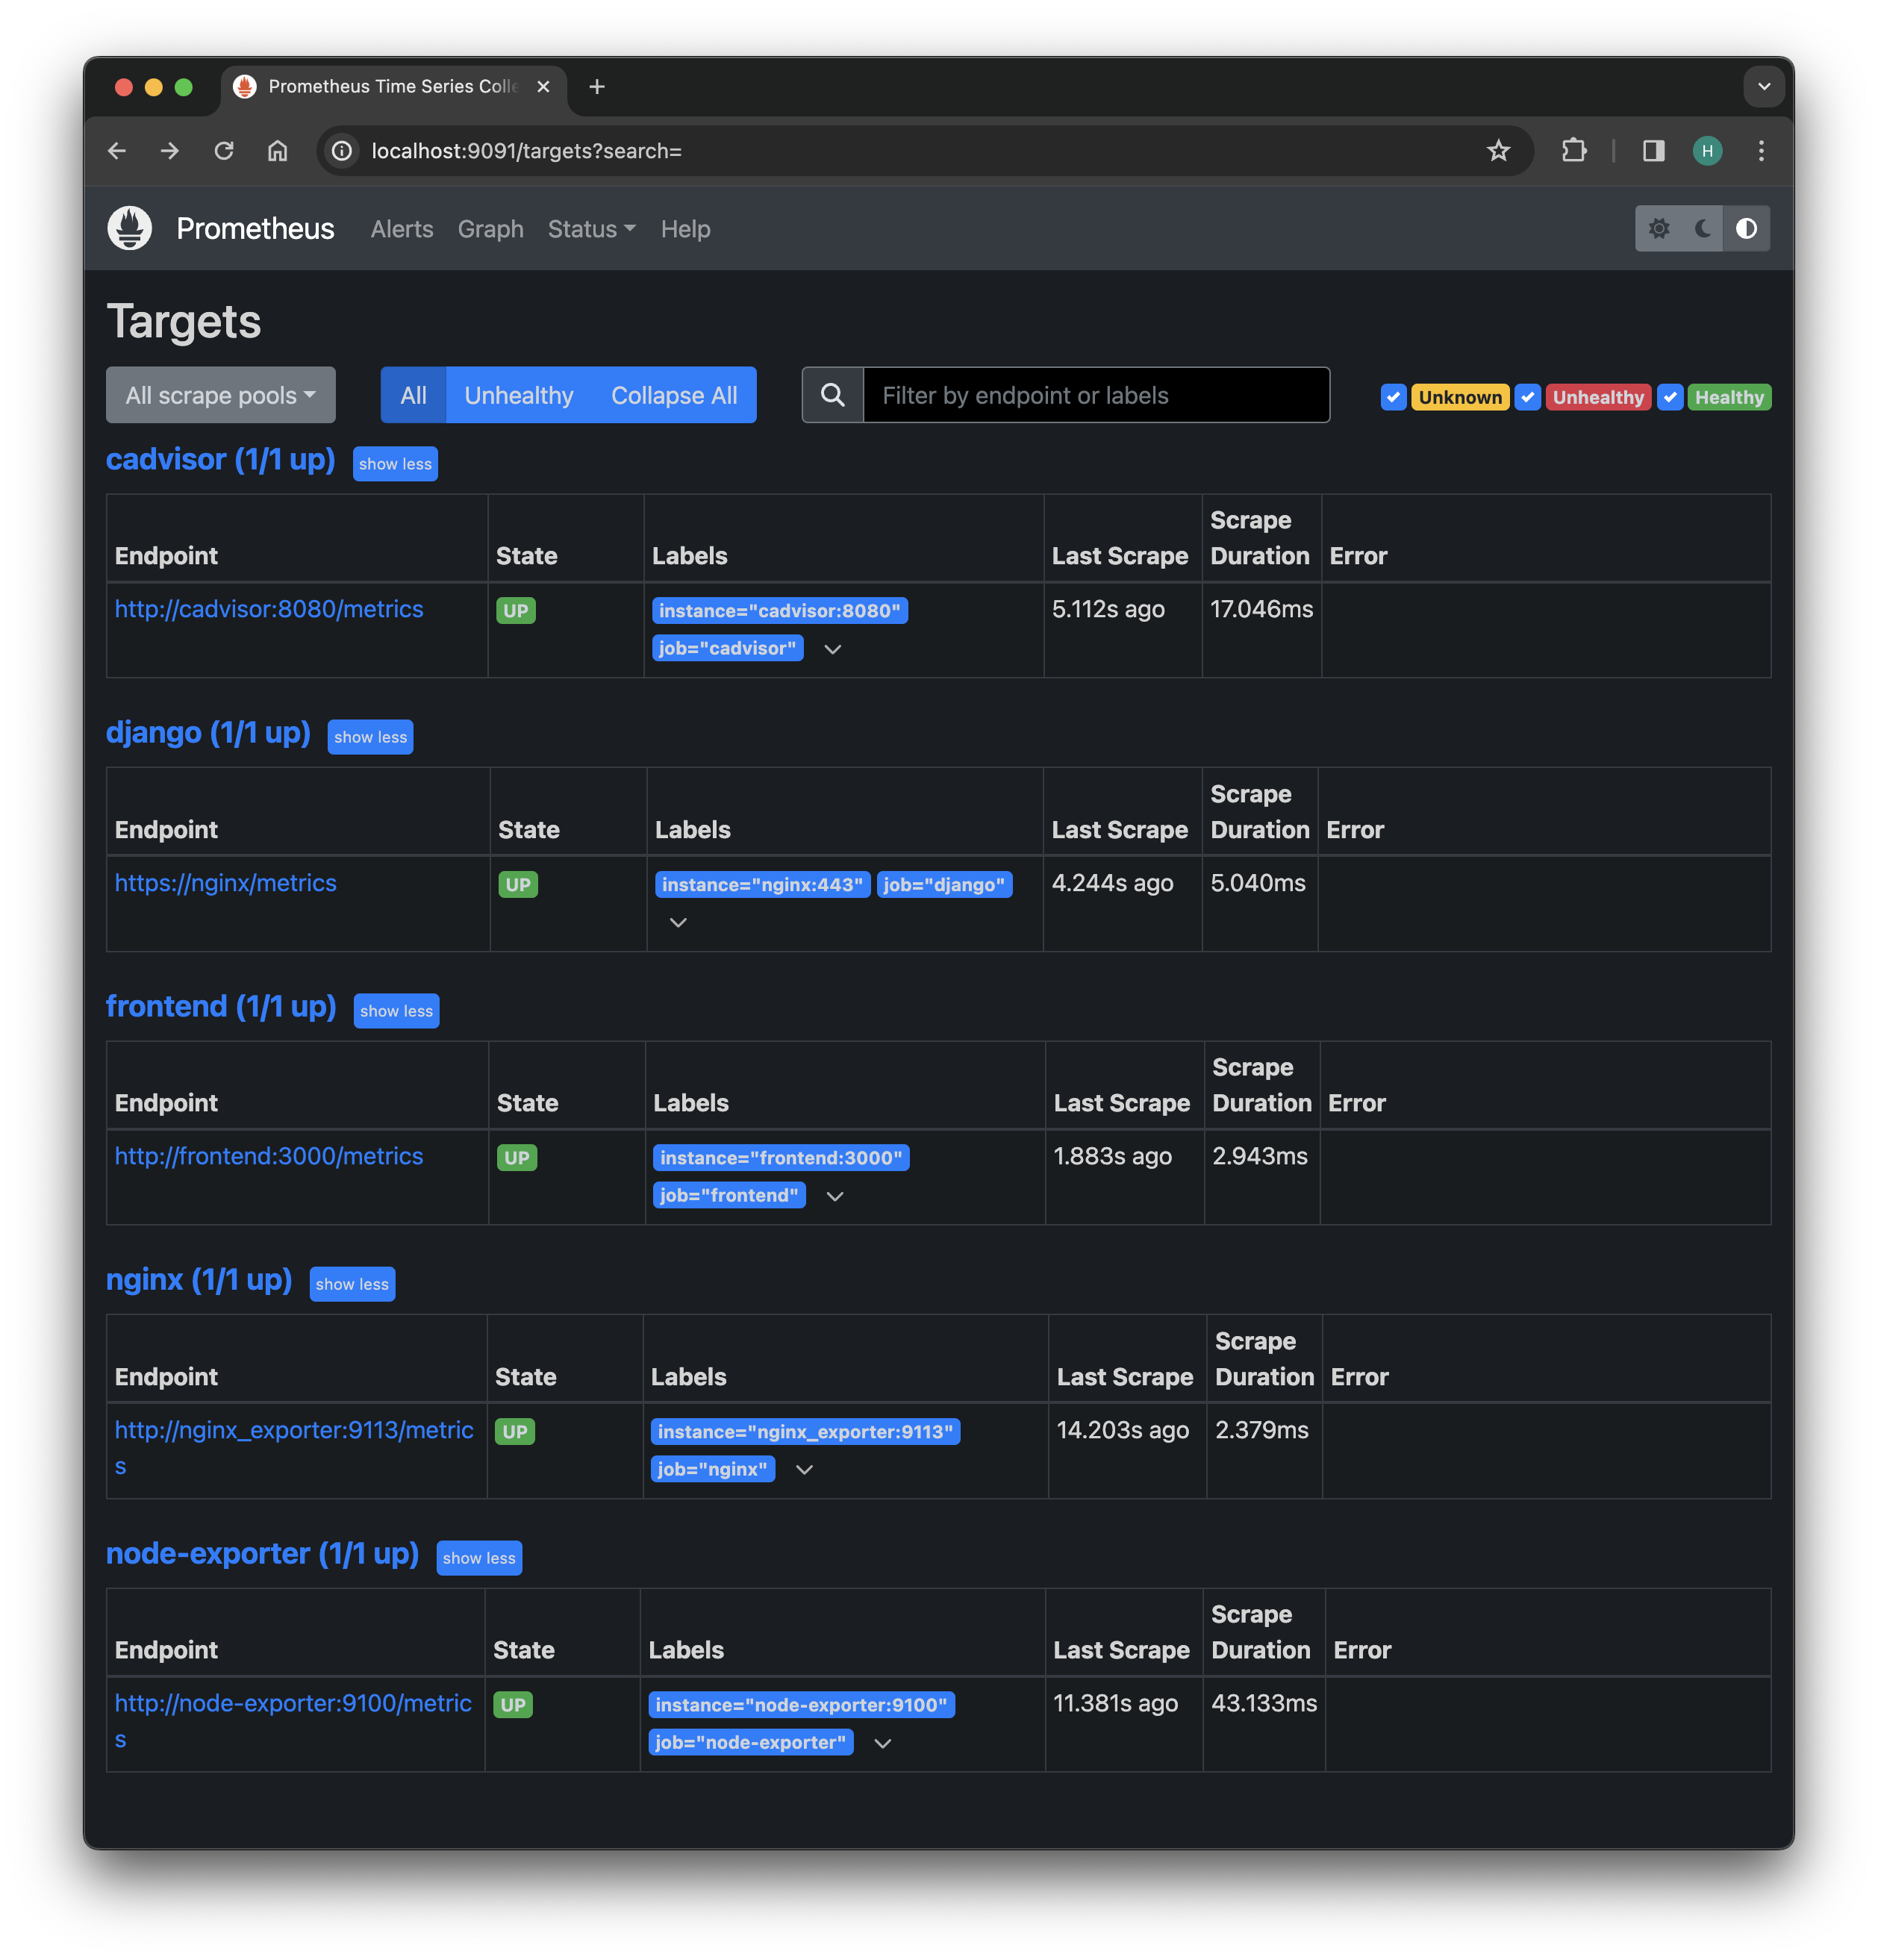 Prometheus Time Series Colle
localhost:9091/targets?search=
H
Prometheus Alerts Graph Status Help
Targets
All scrape pools All Unhealthy Collapse All Filter by endpoint or labels Unknown Unhealthy Healthy
cadvisor (1/1 up) show less
Scrape
Endpoint State Labels Last Scrape Duration Error
http://cadvisor:8080/metrics UP instance="cadvisor:8080" 5.112s ago 17.046ms
job="cadvisor"
django (1/1 up) show less
Scrape
Endpoint State Labels Last Scrape Duration Error
https://nginx/metrics UP instance="nginx:443" job="django" 4.244s ago 5.040ms
frontend (1/1 up) show less
Scrape
Endpoint State Labels Last Scrape Duration Error
http://frontend:3000/metrics UP instance="frontend:3000" 1.883s ago 2.943ms
job="frontend"
nginx (1/1 up) show less
Scrape
Endpoint State Labels Last Scrape Duration Error
http://nginx_exporter:9113/metric UP instance="nginx_exporter:9113" 14.203s ago 2.379ms
s job="nginx"
node-exporter (1/1 up) show less
Scrape
Endpoint State Labels Last Scrape Duration Error
http://node-exporter:9100/metric UP instance="node-exporter:9100" 11.381s ago 43.133ms
s job="node-exporter"